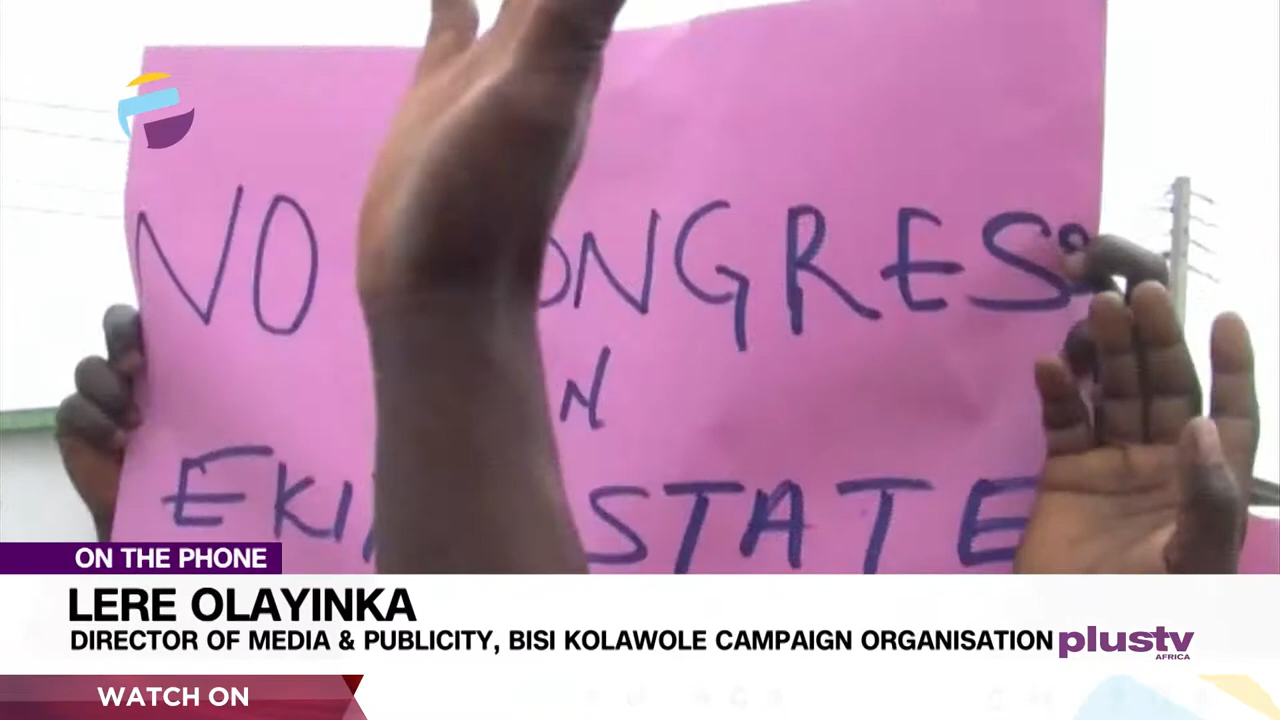 NO ONGRESS
N
EKI STATE
ON THE PHONE
LERE OLAYINKA
DIRECTOR OF MEDIA & PUBLICITY, BISI KOLAWOLE CAMPAIGN ORGANISATION
plustv
AFRICA
WATCH ON